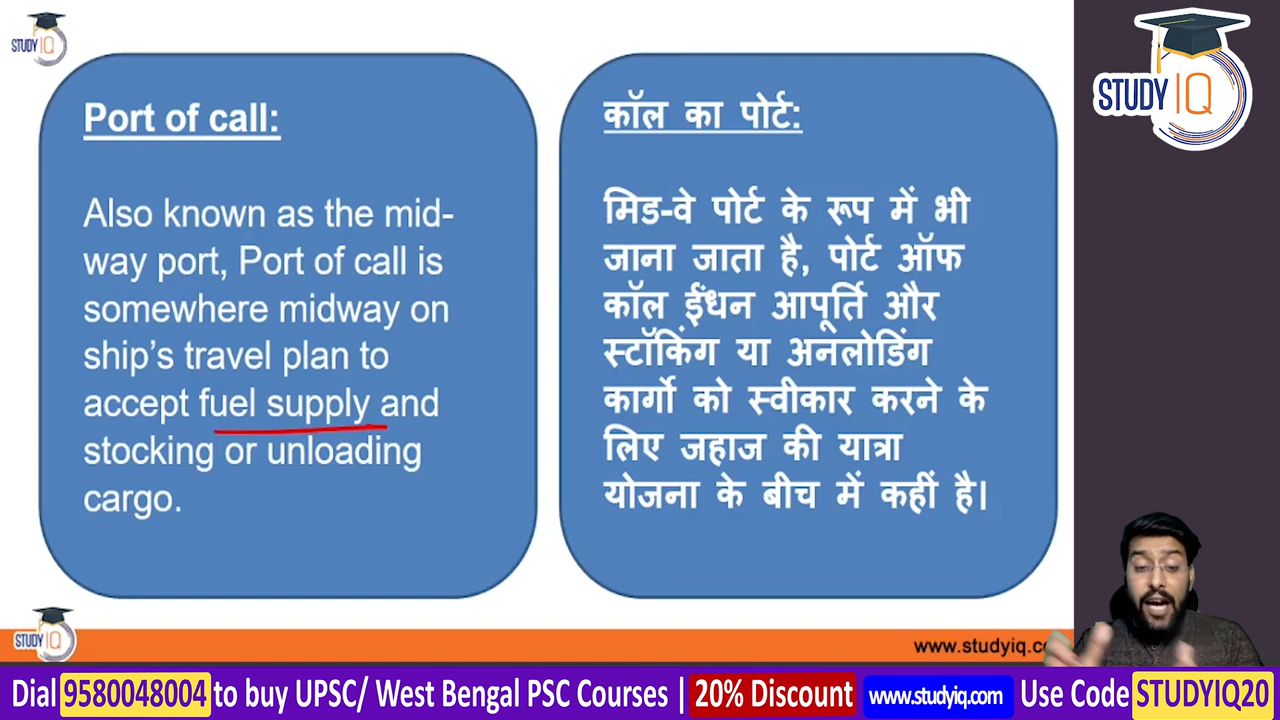 STUDY IQ
Port of call:
Also known as the mid-
way port, Port of call is
somewhere midway on
ship's travel plan to
accept fuel supply and
stocking or unloading
cargo.
कॉल का पोर्ट:
मिड-वे पोर्ट के रूप में भी
जाना जाता है, पोर्ट ऑफ
कॉल ईंधन आपूर्ति और
स्टॉकिंग या अनलोडिंग
कार्गो को स्वीकार करने के
लिए जहाज की यात्रा
योजना के बीच में कहीं है।
STUDY IQ
STUDY IQ
www.studyiq.co
Dial 9580048004 to buy UPSC/ West Bengal PSC Courses | 20% Discount www.studyiq.com Use Code STUDYIQ20